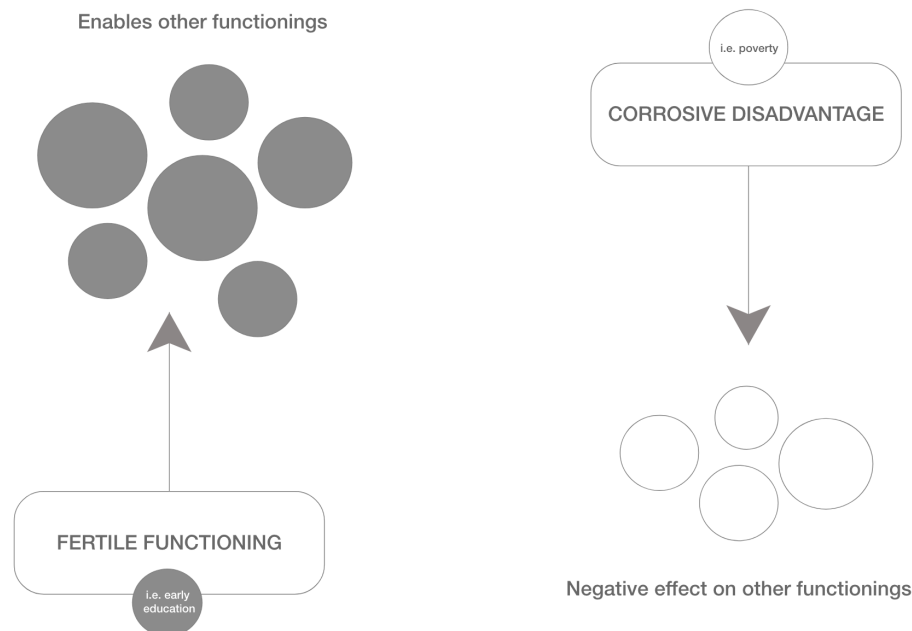 Enables other functionings
FERTILE FUNCTIONING
i.e. early
education
i.e. poverty
CORROSIVE DISADVANTAGE
Negative effect on other functionings